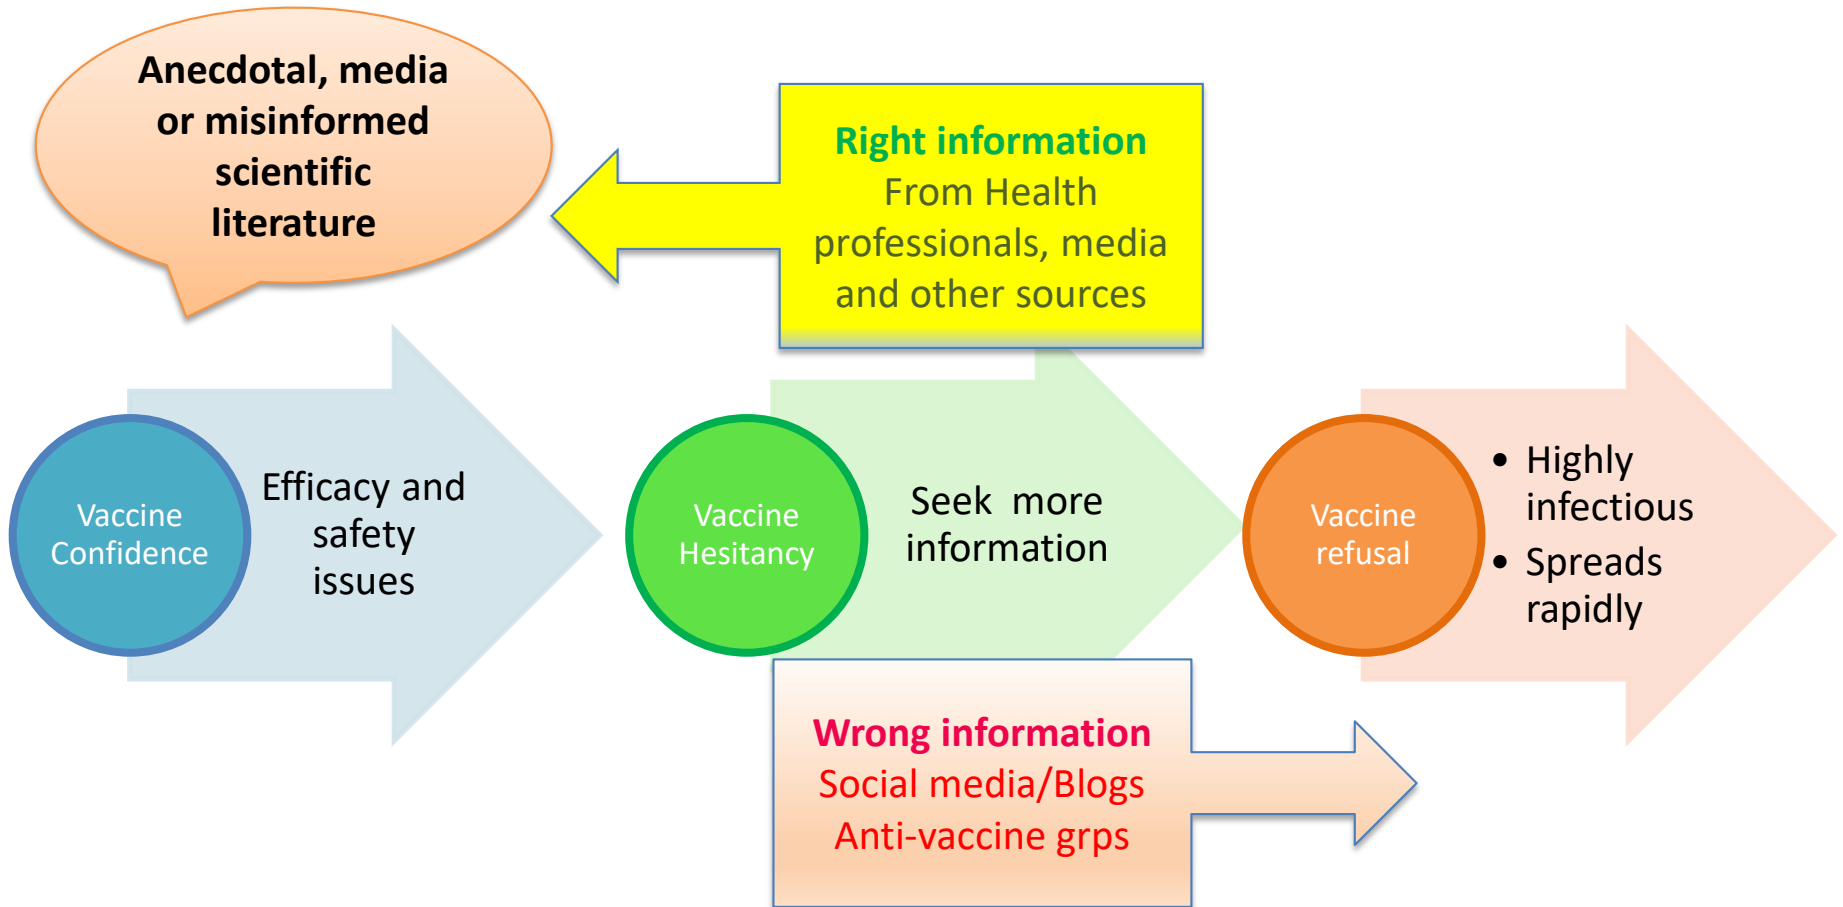 Anecdotal, media
or misinformed
scientific
literature
Right information
From Health
professionals, media
and other sources
Vaccine
Confidence
Efficacy and
safety
issues
Vaccine
Hesitancy
Seek more
information
Vaccine
refusal
• Highly
infectious
• Spreads
rapidly
Wrong information
Social media/Blogs
Anti-vaccine grps